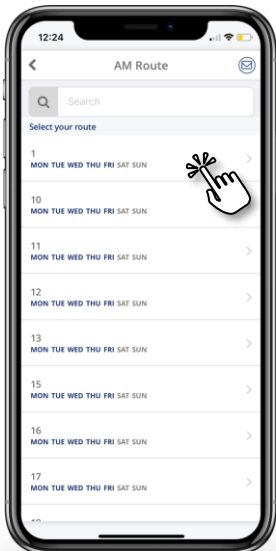 12:24
AM Route
Search
Select your route
1
MON TUE WED THU FRI SAT SUN
10
MON TUE WED THU FRI SAT SUN
11
MON TUE WED THU FRI SAT SUN
12
MON TUE WED THU FRI SAT SUN
13
MON TUE WED THU FRI SAT SUN
15
MON TUE WED THU FRI SAT SUN
16
MON TUE WED THU FRI SAT SUN
17
MON TUE WED THU FRI SAT SUN